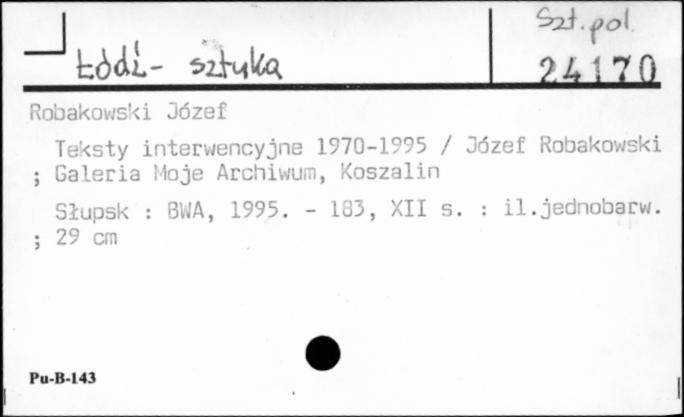 Szt. pol.
Łódź - sztuka
24170
Robakowski Józef
Teksty interwencyjne 1970-1995 / Józef Robakowski
; Galeria Moje Archiwum, Koszalin
Słupsk : BWA, 1995. - 183, XII s. : il.jednobarw.
; 29 cm
Pu-B-143